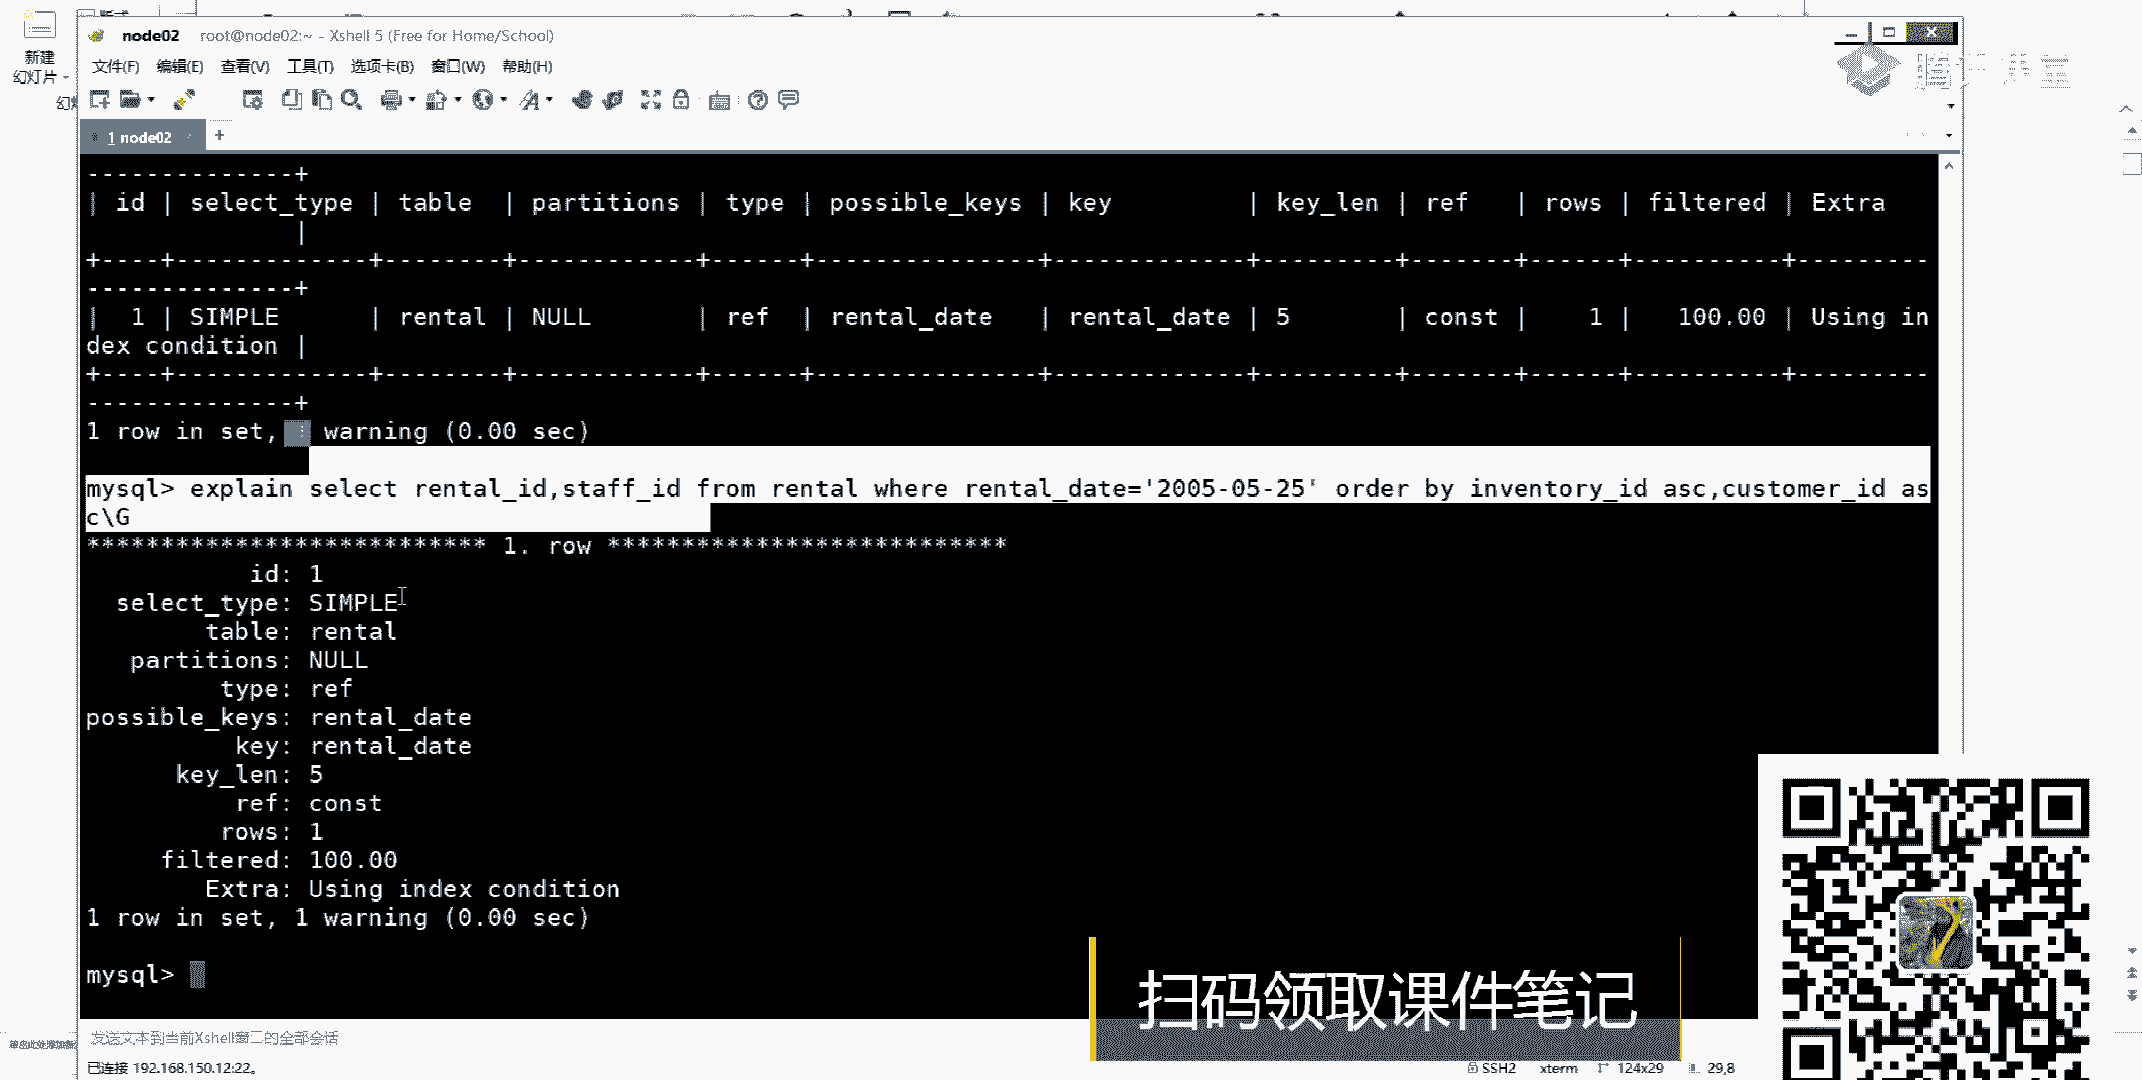 新建
幻灯片
node02 root@node02:~ - Xshell 5 (Free for Home/School)
文件(F) 编辑(E) 查看(V) 工具(T) 选项卡(B) 窗口(W) 帮助(H)
1 node02 +
--------------+
| id | select_type | table | partitions | type | possible_keys | key | key_len | ref | rows | filtered | Extra
|
+----+-------------+--------+------------+------+---------------+-------------+---------+-------+------+----------+---------
--------------+
| 1 | SIMPLE | rental | NULL | ref | rental_date | rental_date | 5 | const | 1 | 100.00 | Using in
dex condition |
+----+-------------+--------+------------+------+---------------+-------------+---------+-------+------+----------+---------
--------------+
1 row in set, 1 warning (0.00 sec)
mysql> explain select rental_id,staff_id from rental where rental_date='2005-05-25' order by inventory_id asc,customer_id as
c\G
*************************** 1. row ***************************
id: 1
select_type: SIMPLE
table: rental
partitions: NULL
type: ref
possible_keys: rental_date
key: rental_date
key_len: 5
ref: const
rows: 1
filtered: 100.00
Extra: Using index condition
1 row in set, 1 warning (0.00 sec)
mysql>
扫码领取课件笔记
发送文本到当前Xshell窗口的全部会话
已连接 192.168.150.12:22。
SSH2 xterm 124x29 29,8